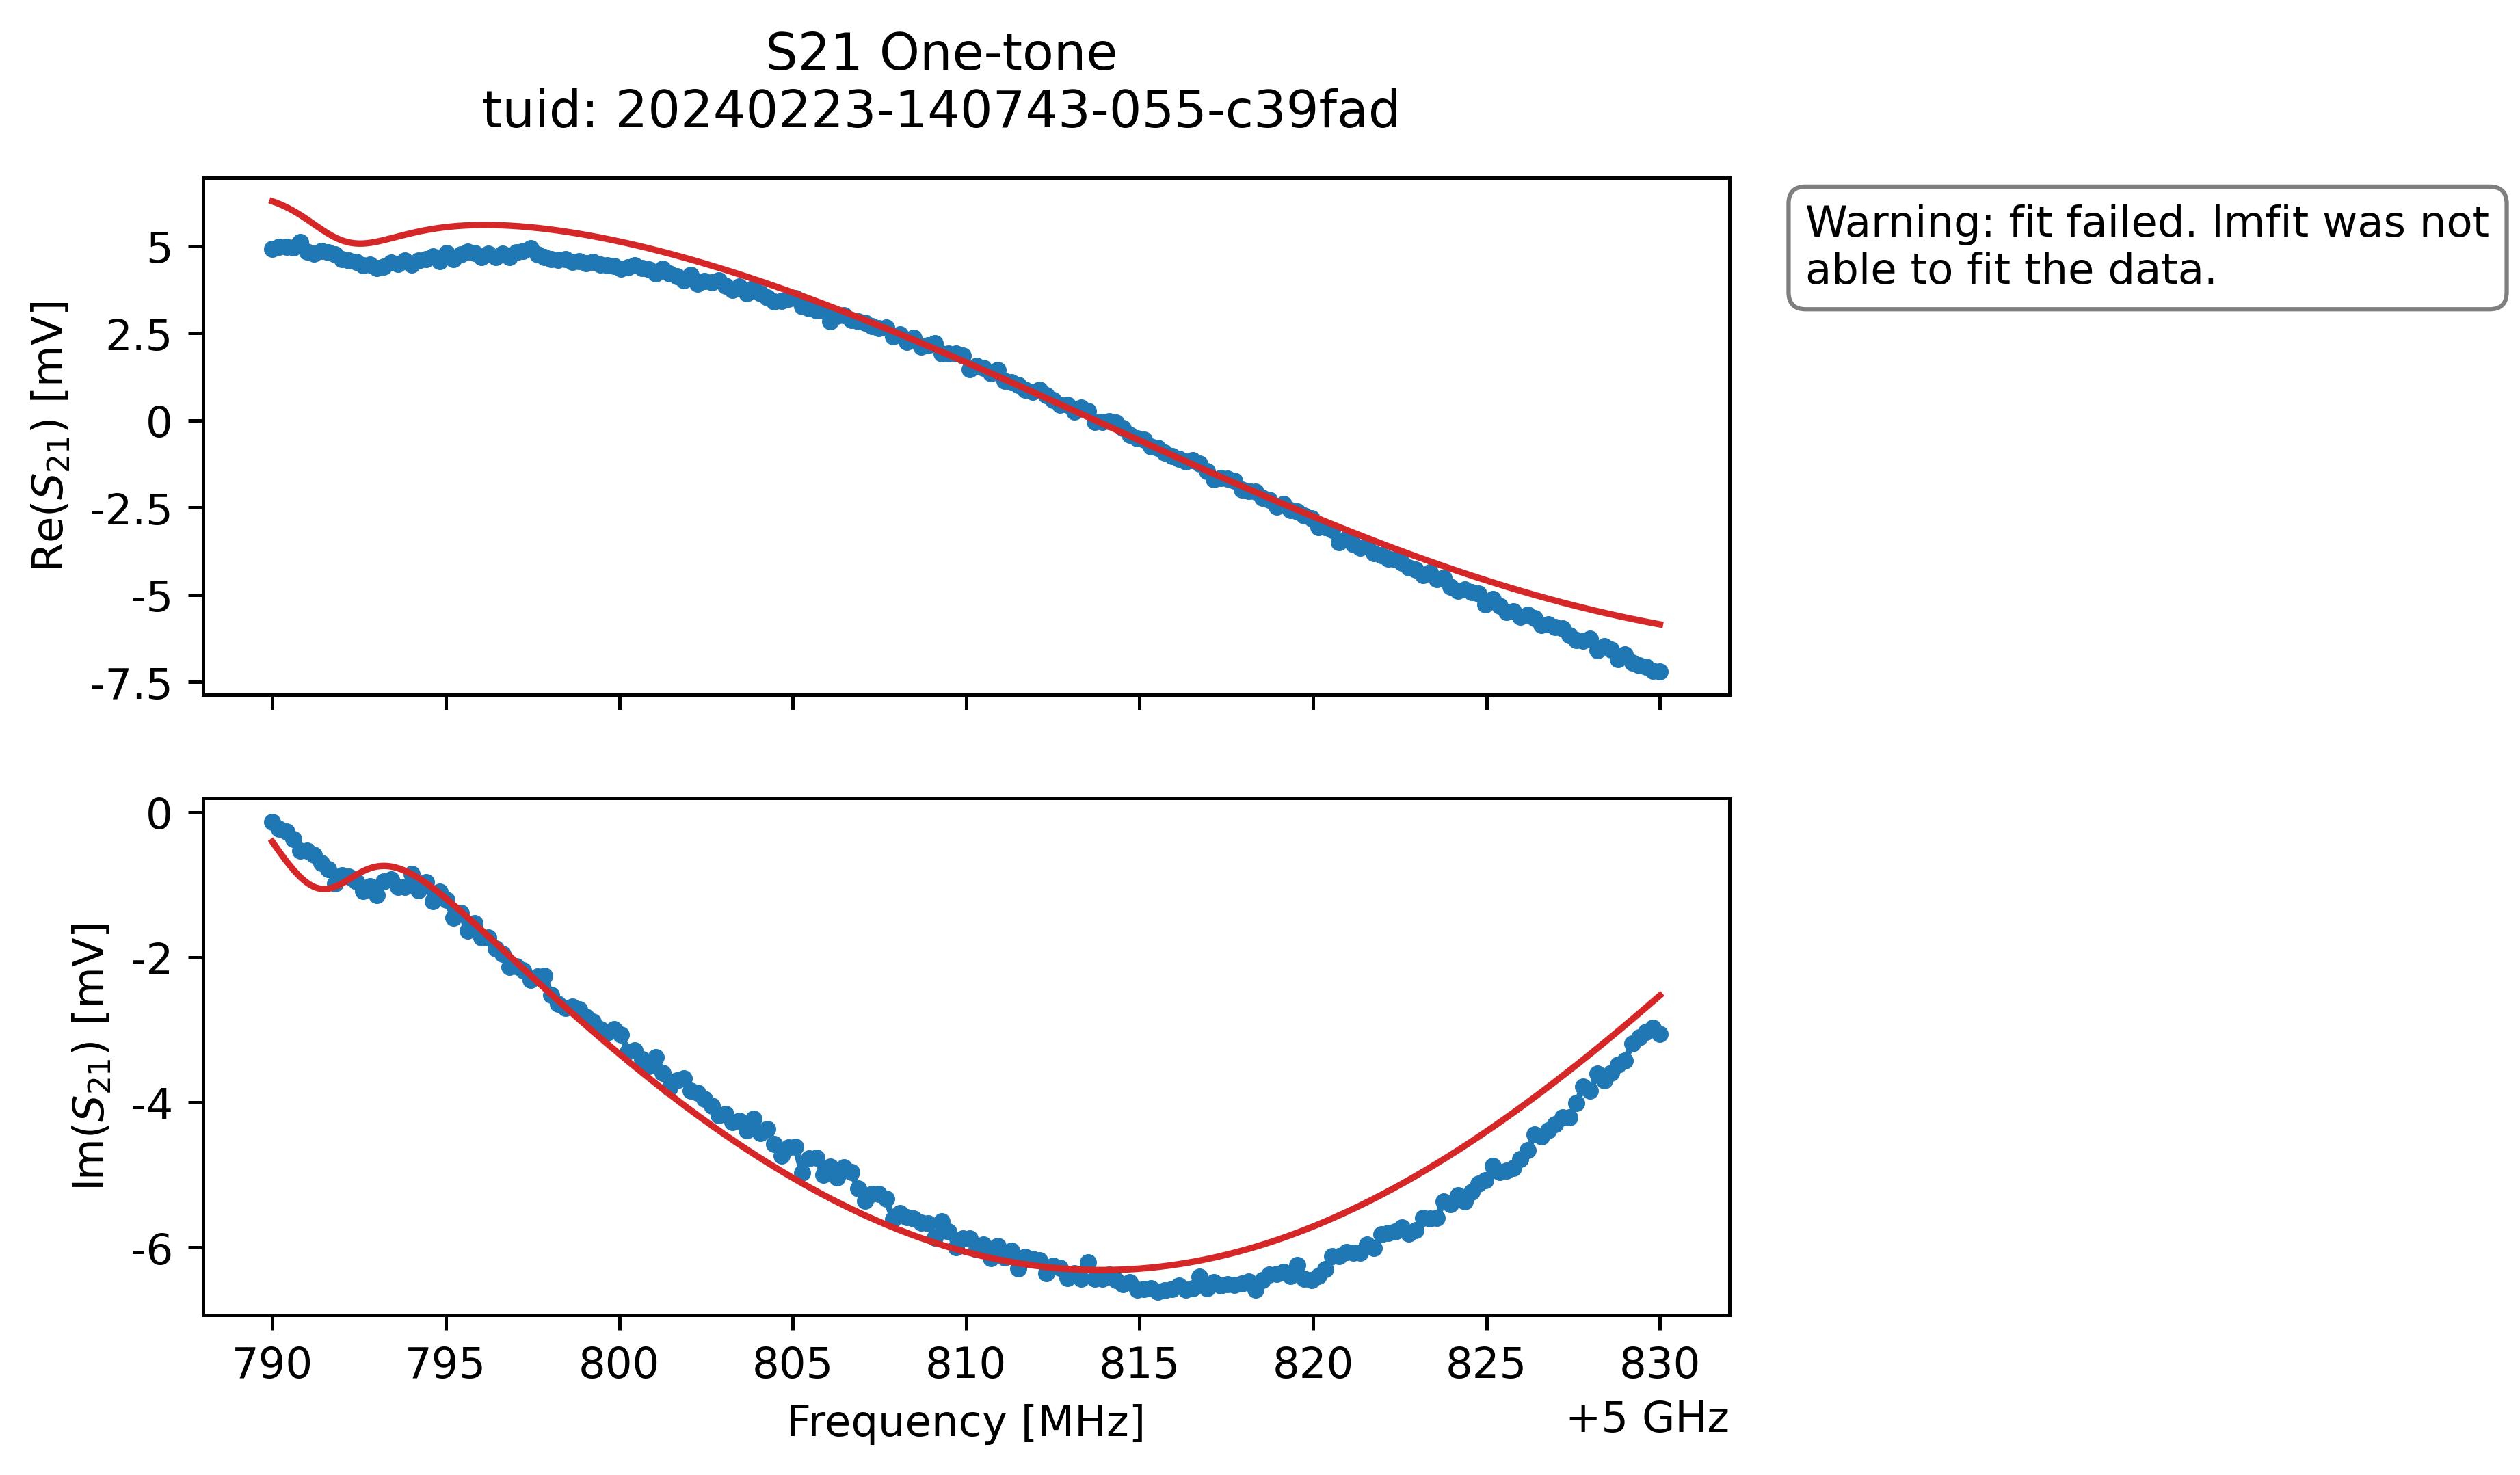 S21 One-tone
tuid: 20240223-140743-055-c39fad
Warning: fit failed. lmfit was not
able to fit the data.
Re(S21) [mV]
5
2.5
0
-2.5
-5
-7.5
Im(S21) [mV]
0
-2
-4
-6
790 795 800 805 810 815 820 825 830
Frequency [MHz]
+5 GHz